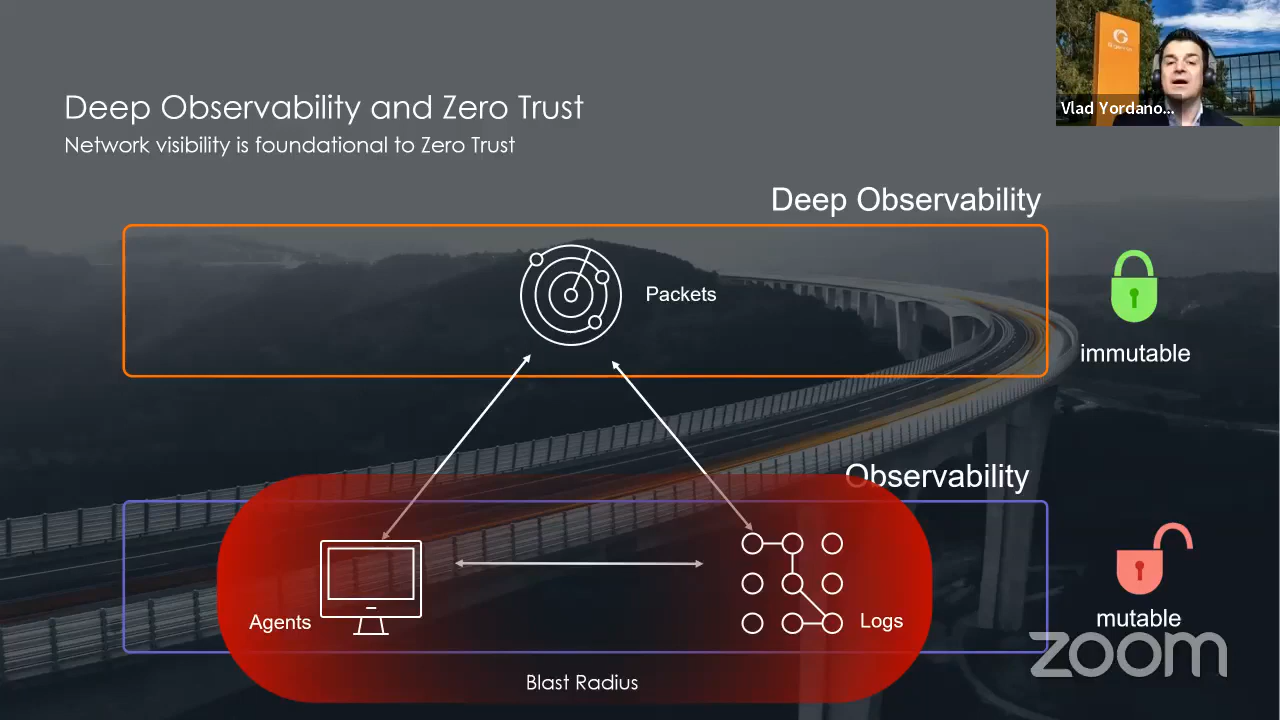 Deep Observability and Zero Trust
Network visibility is foundational to Zero Trust
Vlad Yordano...
Deep Observability
Packets
immutable
Observability
Agents
Logs
mutable
Blast Radius
zoom